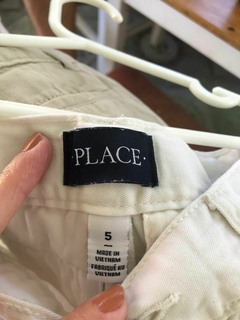 ·PLACE·
5
MADE IN
VIETNAM
FABRIQUÉ AU
VIETNAM